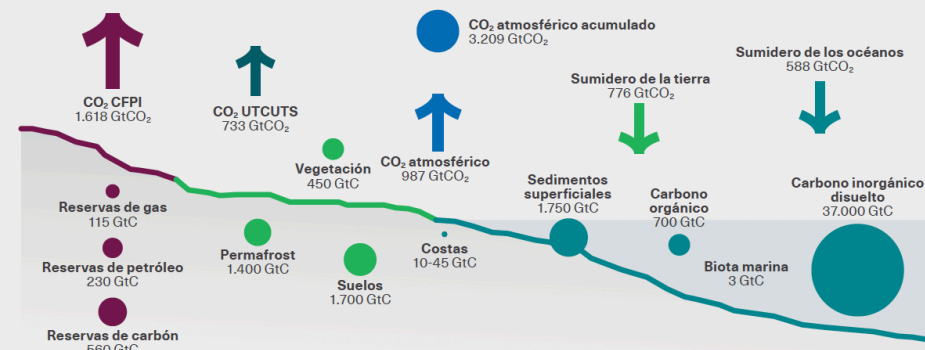 CO₂ CFPI
1.618 GtCO₂
CO₂ UTCUTS
733 GtCO₂
CO₂ atmosférico acumulado
3.209 GtCO₂
CO₂ atmosférico
987 GtCO₂
Sumidero de la tierra
776 GtCO₂
Sumidero de los océanos
588 GtCO₂
Reservas de gas
115 GtC
Reservas de petróleo
230 GtC
Reservas de carbón
560 GtC
Vegetación
450 GtC
Permafrost
1.400 GtC
Suelos
1.700 GtC
Costas
10-45 GtC
Sedimentos
superficiales
1.750 GtC
Carbono
orgánico
700 GtC
Biota marina
3 GtC
Carbono inorgánico
disuelto
37.000 GtC